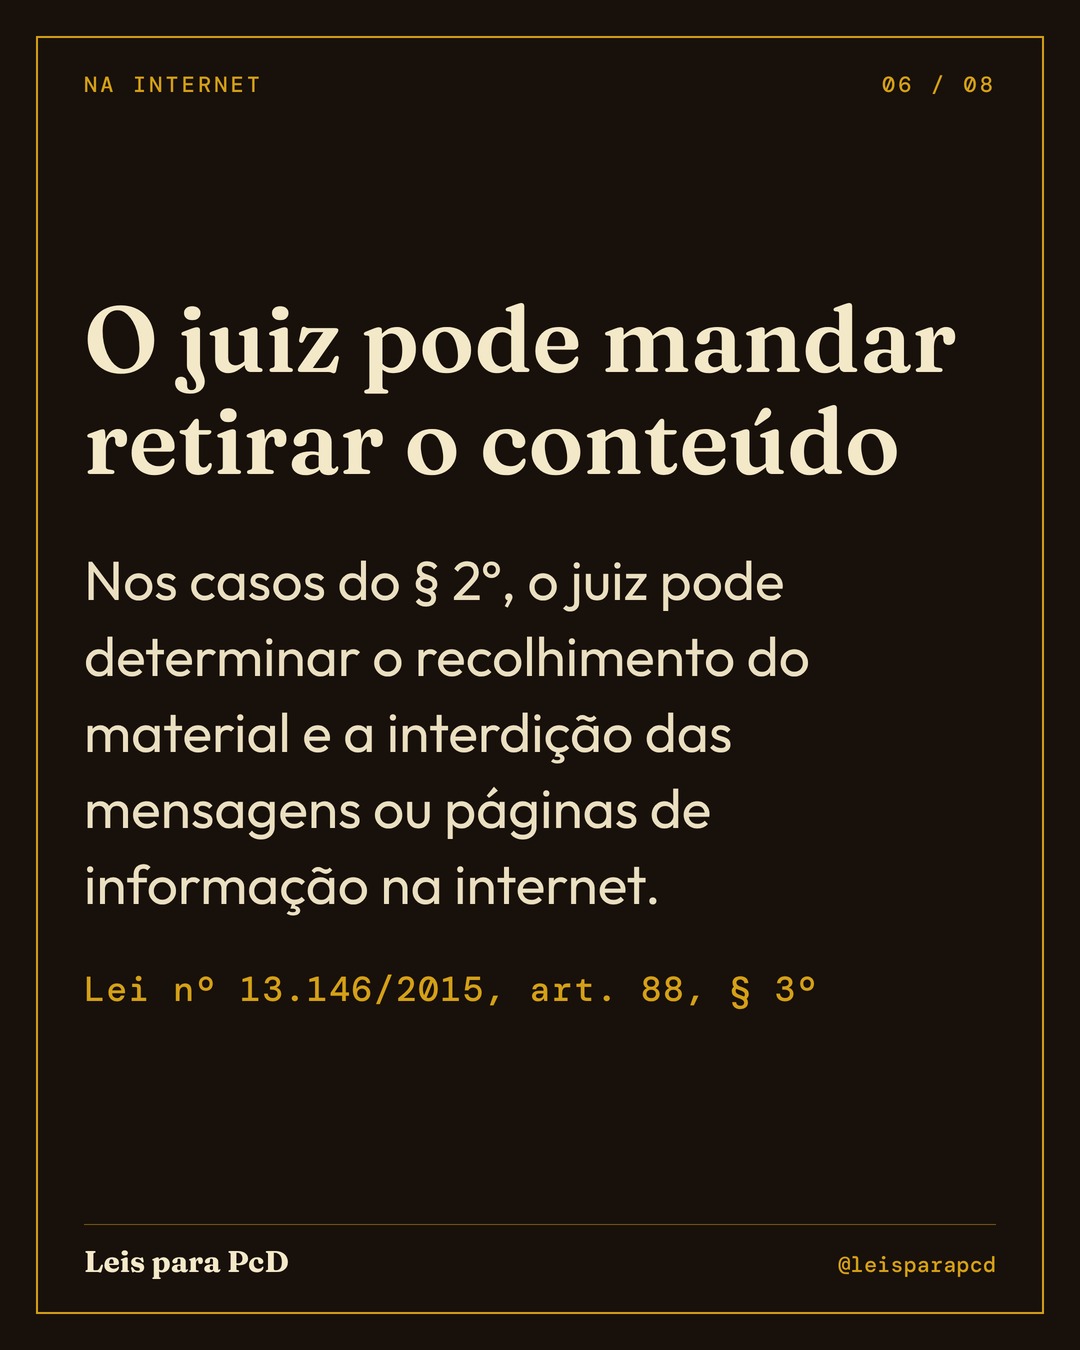 NA INTERNET
06 / 08
O juiz pode mandar
retirar o conteúdo
Nos casos do § 2º, o juiz pode
determinar o recolhimento do
material e a interdição das
mensagens ou páginas de
informação na internet.
Lei nº 13.146/2015, art. 88, § 3º
Leis para PcD
@leisparapcd